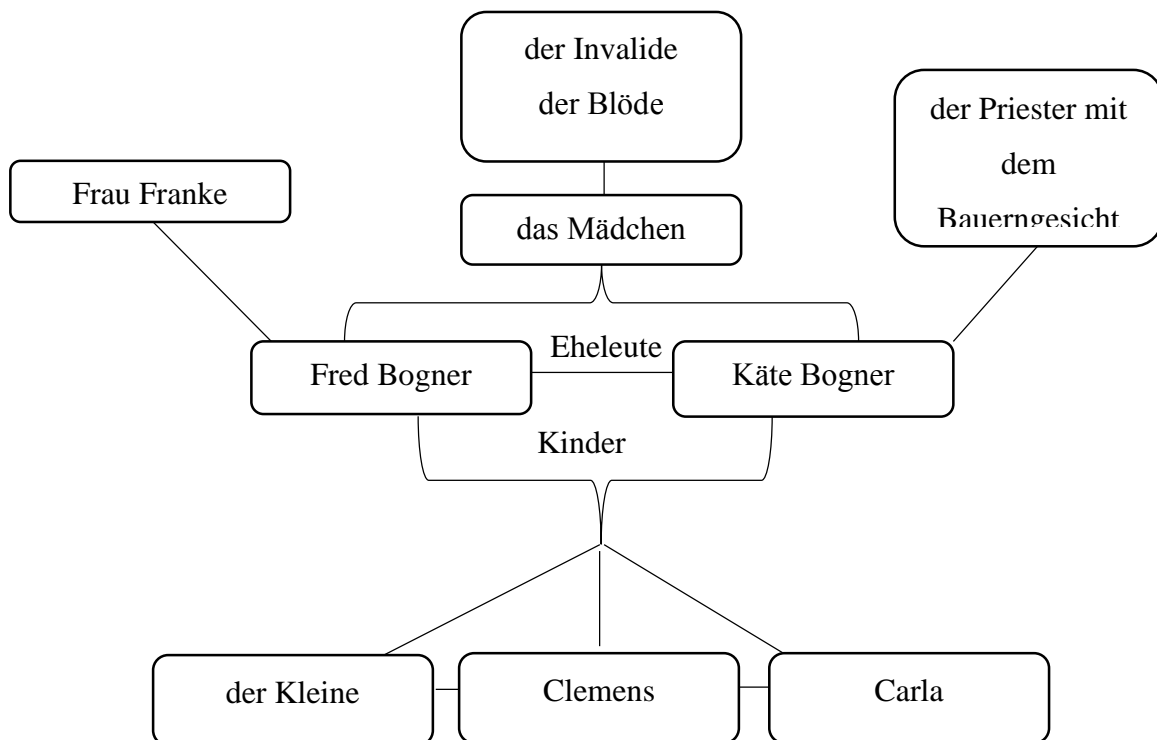 der Invalide
der Blöde
der Priester mit
dem
Bauerngesicht
Frau Franke
das Mädchen
Eheleute
Fred Bogner
Käte Bogner
Kinder
der Kleine
Clemens
Carla